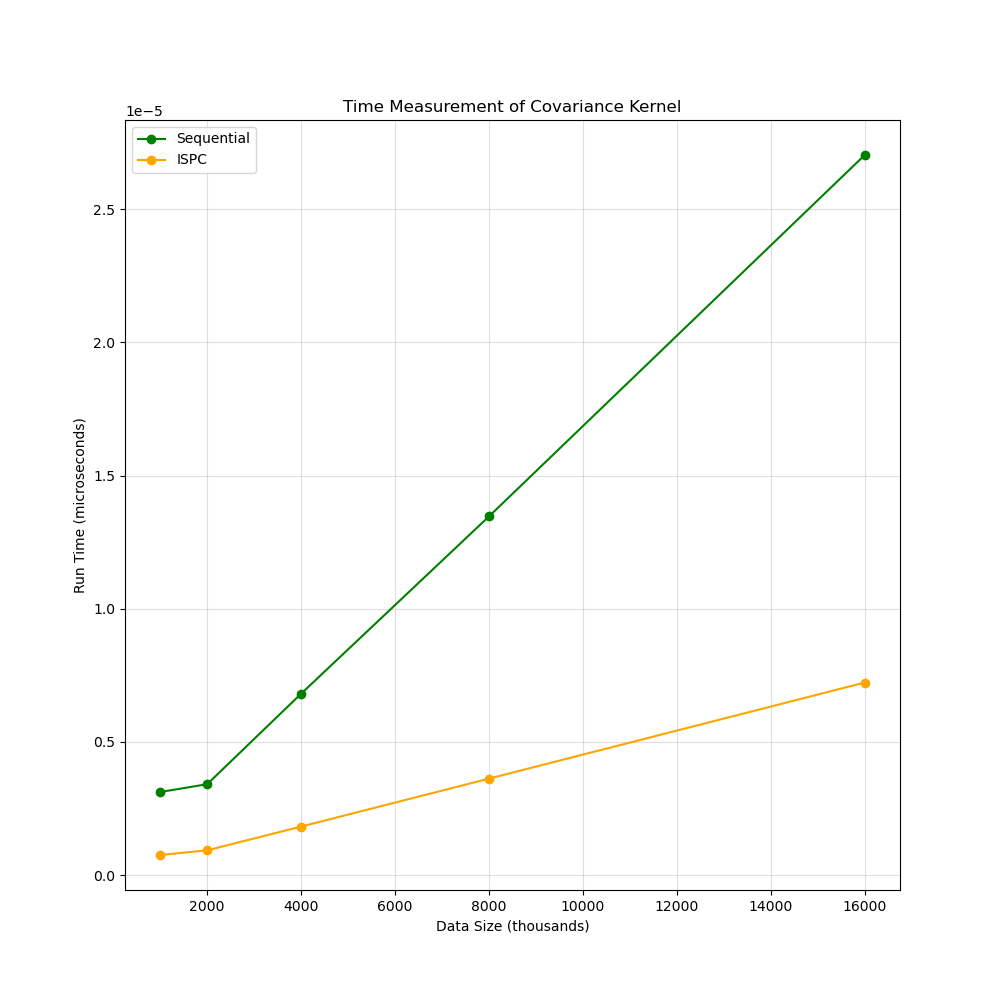 Time Measurement of Covariance Kernel
1e−5
Sequential
ISPC
2.5
2.0
1.5
1.0
0.5
0.0
Run Time (microseconds)
2000 4000 6000 8000 10000 12000 14000 16000
Data Size (thousands)